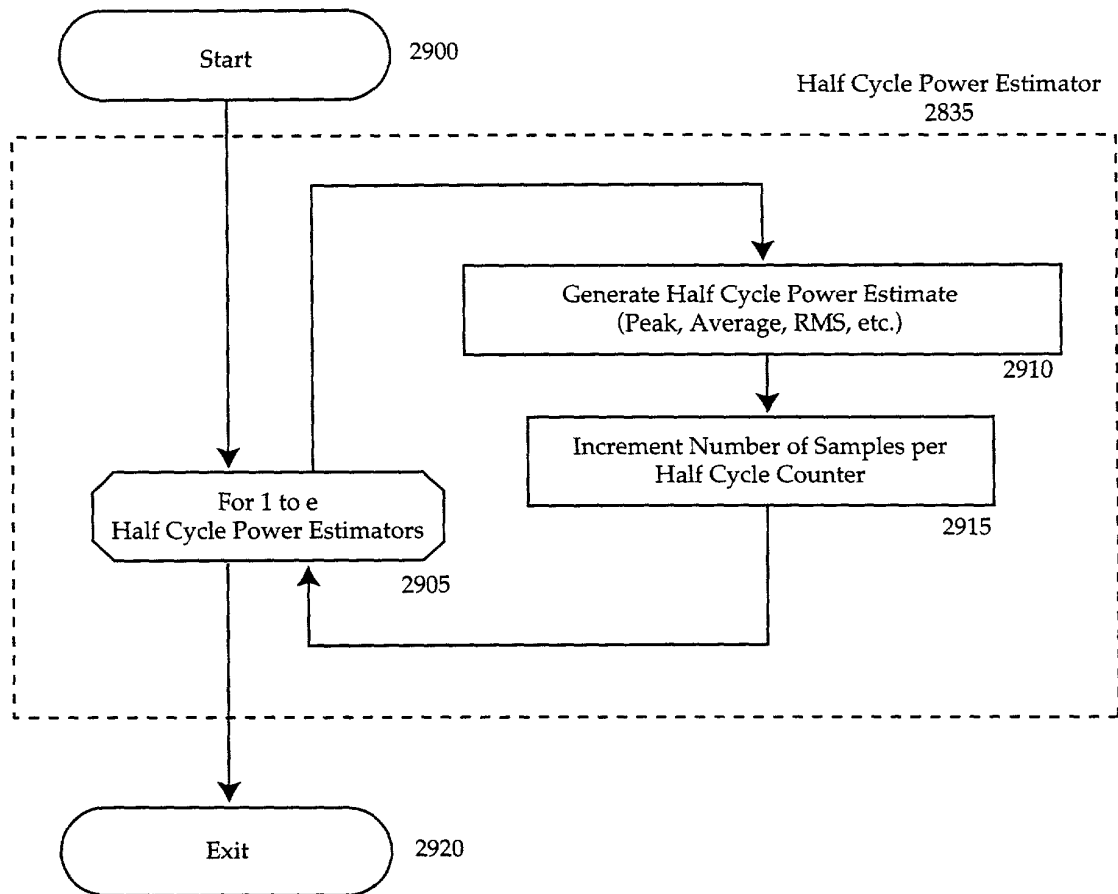 Start
2900
Half Cycle Power Estimator
2835
Generate Half Cycle Power Estimate
(Peak, Average, RMS, etc.)
2910
Increment Number of Samples per
Half Cycle Counter
2915
For 1 to e
Half Cycle Power Estimators
2905
Exit
2920